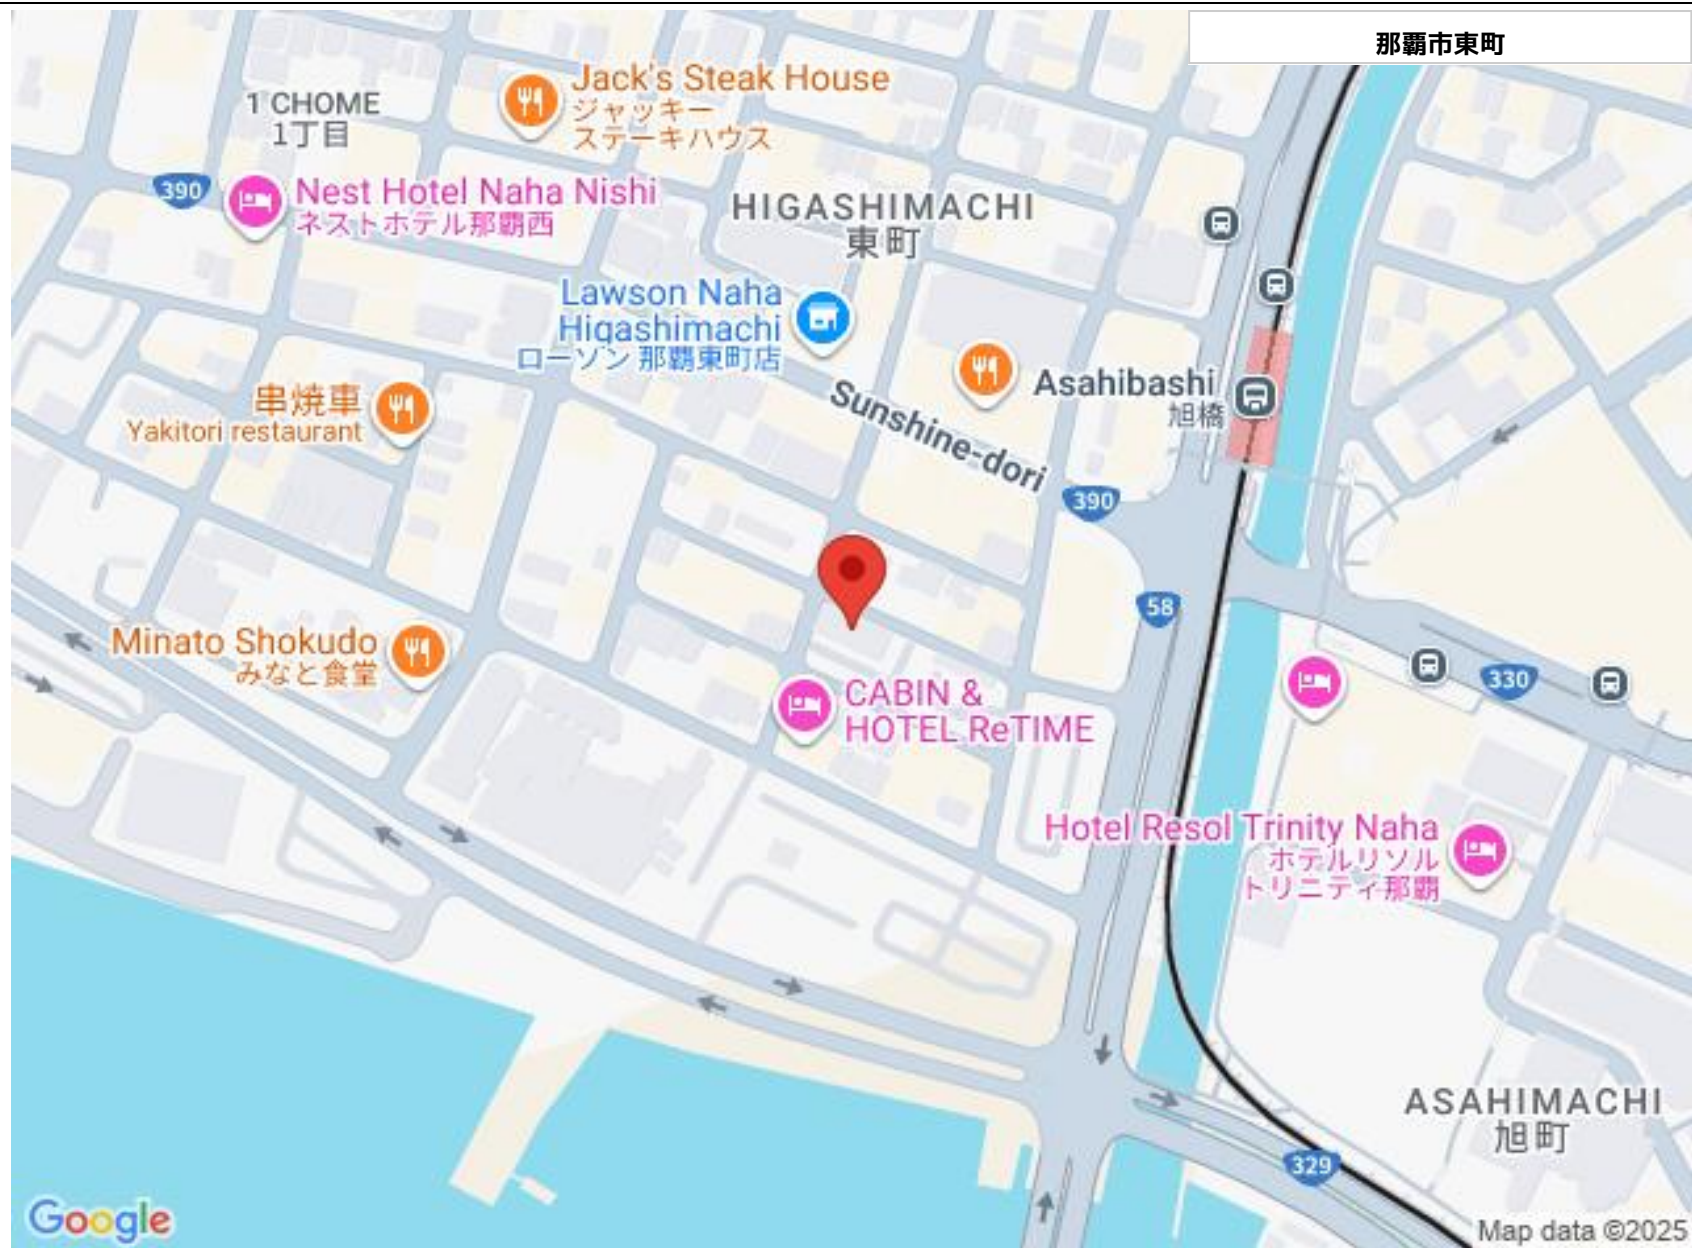 那覇市東町
Jack's Steak House
ジャッキー
ステーキハウス
1 CHOME
1丁目
390
Nest Hotel Naha Nishi
ネストホテル那覇西
HIGASHIMACHI
東町
Lawson Naha
Higashimachi
ローソン 那覇東町店
Asahibashi
旭橋
Sunshine-dori
串焼車
Yakitori restaurant
390
58
Minato Shokudo
みなと食堂
CABIN &
HOTEL ReTIME
330
Hotel Resol Trinity Naha
ホテルリソル
トリニティ那覇
ASAHIMACHI
旭町
329
Google
Map data ©2025